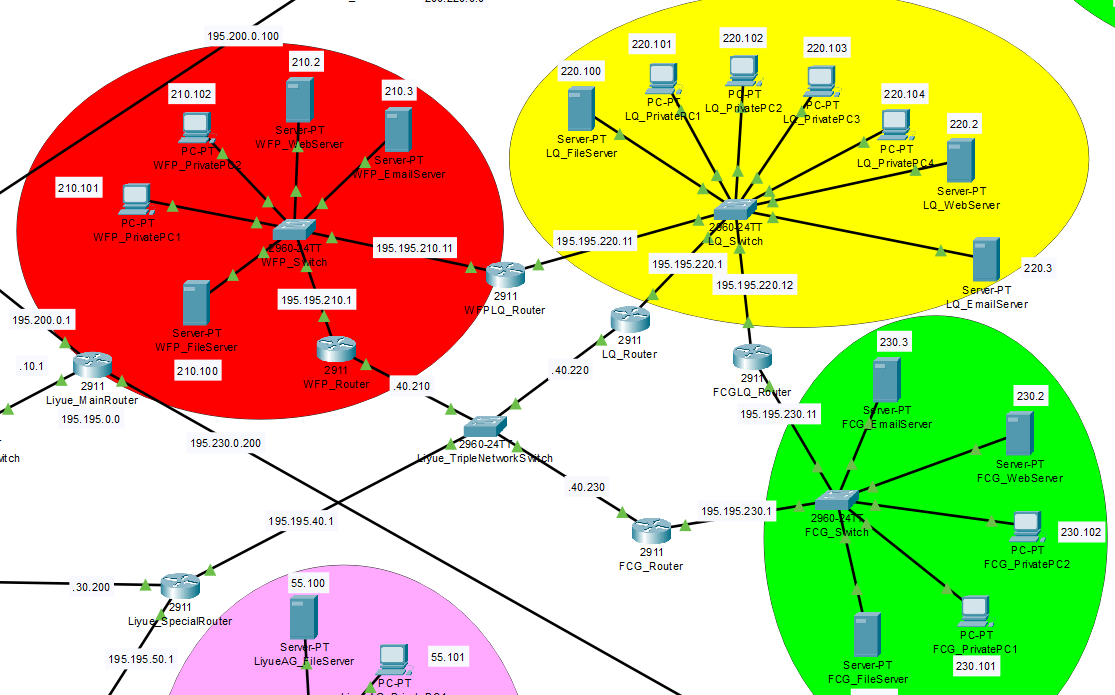 195.200.0.100
210.2
210.102
210.3
Server-PT
WFP_WebServer
PC-PT
WFP_PrivatePC2
Server-PT
WFP_EmailServer
210.101
PC-PT
WFP_PrivatePC1
2960-24TT
WFP_Switch
195.195.210.11
2911
WFPLQ_Router
195.195.210.1
Server-PT
WFP_FileServer
210.100
2911
WFP_Router
220.100
220.101
220.102
220.103
220.104
220.2
Server-PT
LQ_FileServer
PC-PT
LQ_PrivatePC1
PC-PT
LQ_PrivatePC2
PC-PT
LQ_PrivatePC3
PC-PT
LQ_PrivatePC4
Server-PT
LQ_WebServer
2960-24TT
LQ_Switch
195.195.220.11
195.195.220.1
195.195.220.12
220.3
Server-PT
LQ_EmailServer
2911
LQ_Router
2911
FCGLQ_Router
195.200.0.1
.10.1
2911
Liyue_MainRouter
195.195.0.0
195.230.0.200
.40.210
.40.220
2960-24TT
Liyue_TripleNetworkSwitch
.40.230
195.195.40.1
2911
FCG_Router
195.195.230.1
195.195.230.11
230.3
Server-PT
FCG_EmailServer
230.2
Server-PT
FCG_WebServer
2960-24TT
FCG_Switch
230.102
PC-PT
FCG_PrivatePC2
PC-PT
FCG_PrivatePC1
230.101
Server-PT
FCG_FileServer
.30.200
2911
Liyue_SpecialRouter
195.195.50.1
55.100
Server-PT
LiyueAG_FileServer
55.101
PC-PT